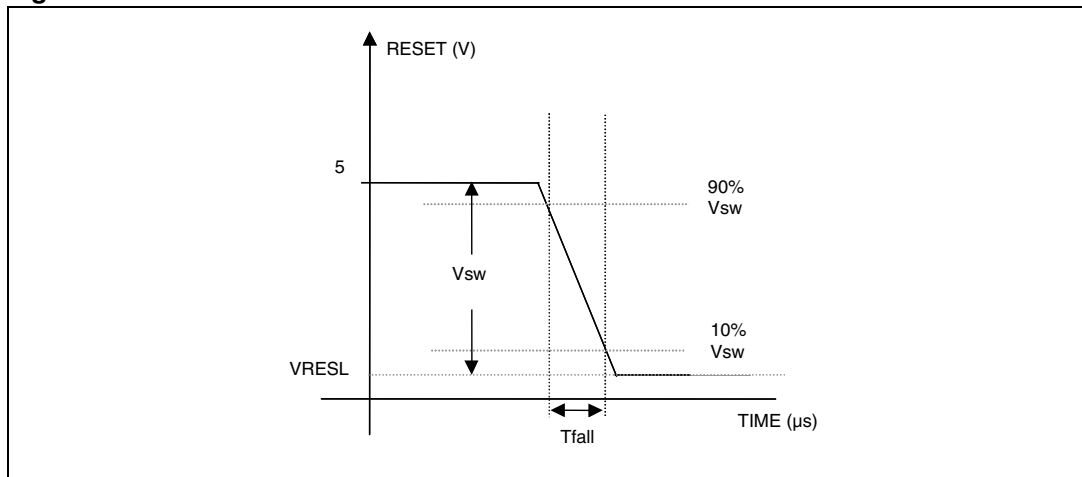 RESET (V)
5
90%
Vsw
Vsw
10%
Vsw
VRESL
TIME (µs)
Tfall